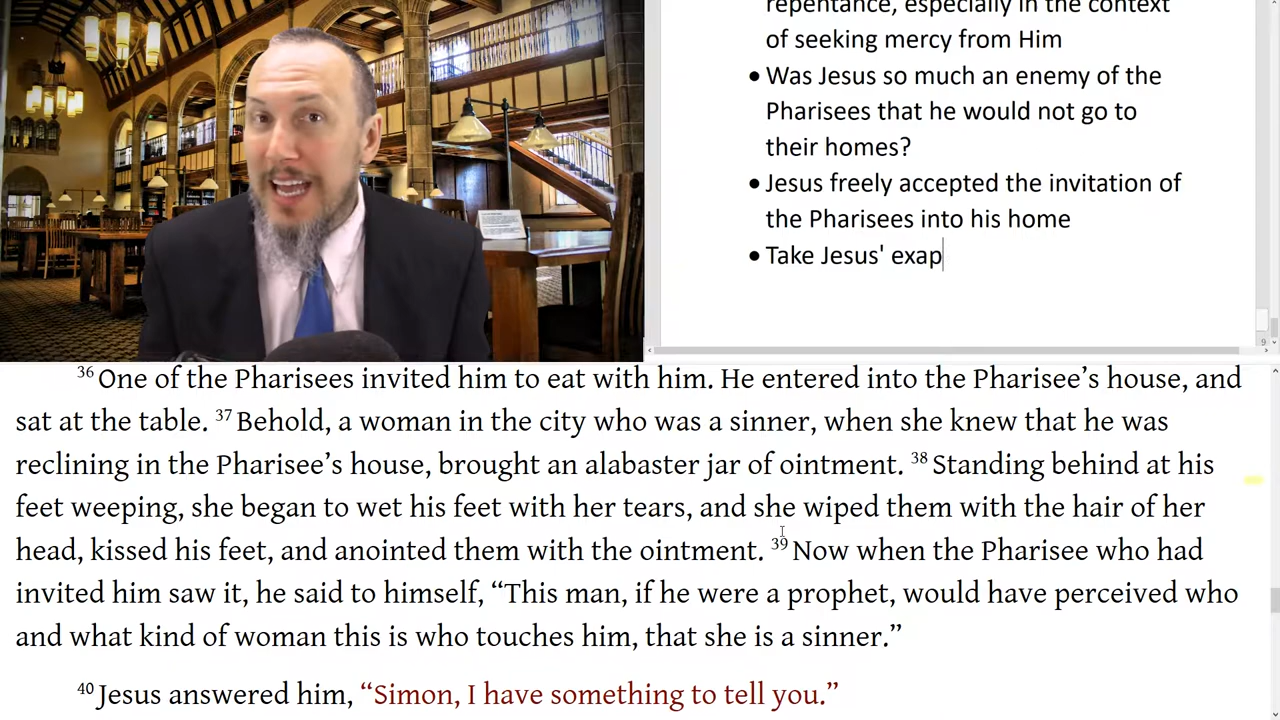 repentance, especially in the context
of seeking mercy from Him
• Was Jesus so much an enemy of the
Pharisees that he would not go to
their homes?
• Jesus freely accepted the invitation of
the Pharisees into his home
• Take Jesus' exap
9
36 One of the Pharisees invited him to eat with him. He entered into the Pharisee’s house, and
sat at the table. 37 Behold, a woman in the city who was a sinner, when she knew that he was
reclining in the Pharisee’s house, brought an alabaster jar of ointment. 38 Standing behind at his
feet weeping, she began to wet his feet with her tears, and she wiped them with the hair of her
head, kissed his feet, and anointed them with the ointment. 39 Now when the Pharisee who had
invited him saw it, he said to himself, “This man, if he were a prophet, would have perceived who
and what kind of woman this is who touches him, that she is a sinner.”
40 Jesus answered him, “Simon, I have something to tell you.”